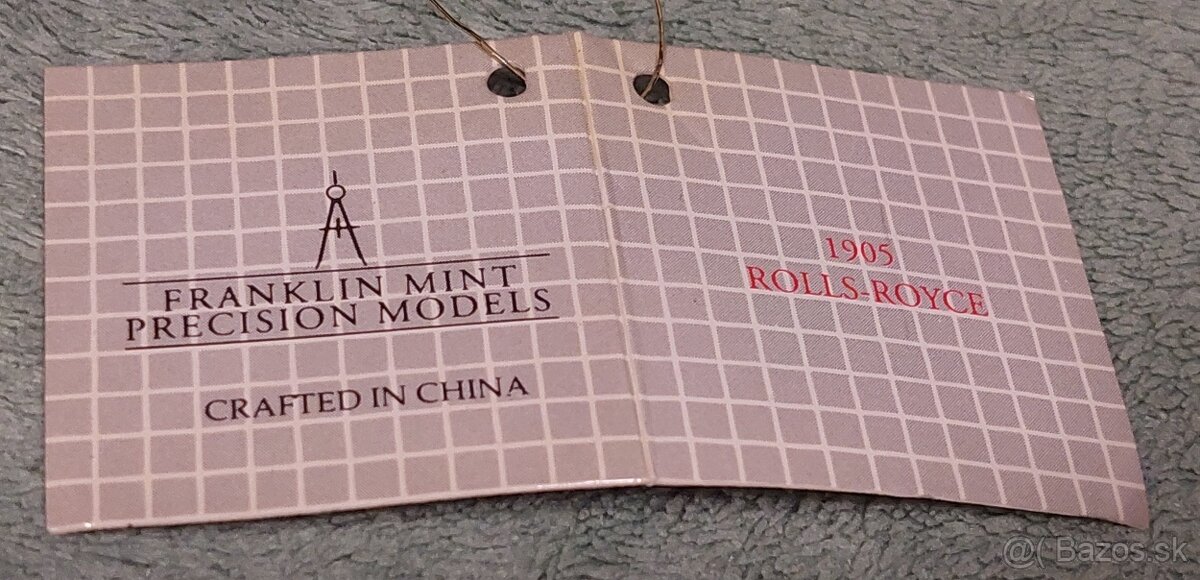 FRANKLIN MINT
PRECISION MODELS
CRAFTED IN CHINA
1905
ROLLS-ROYCE
@( Bazos.sk